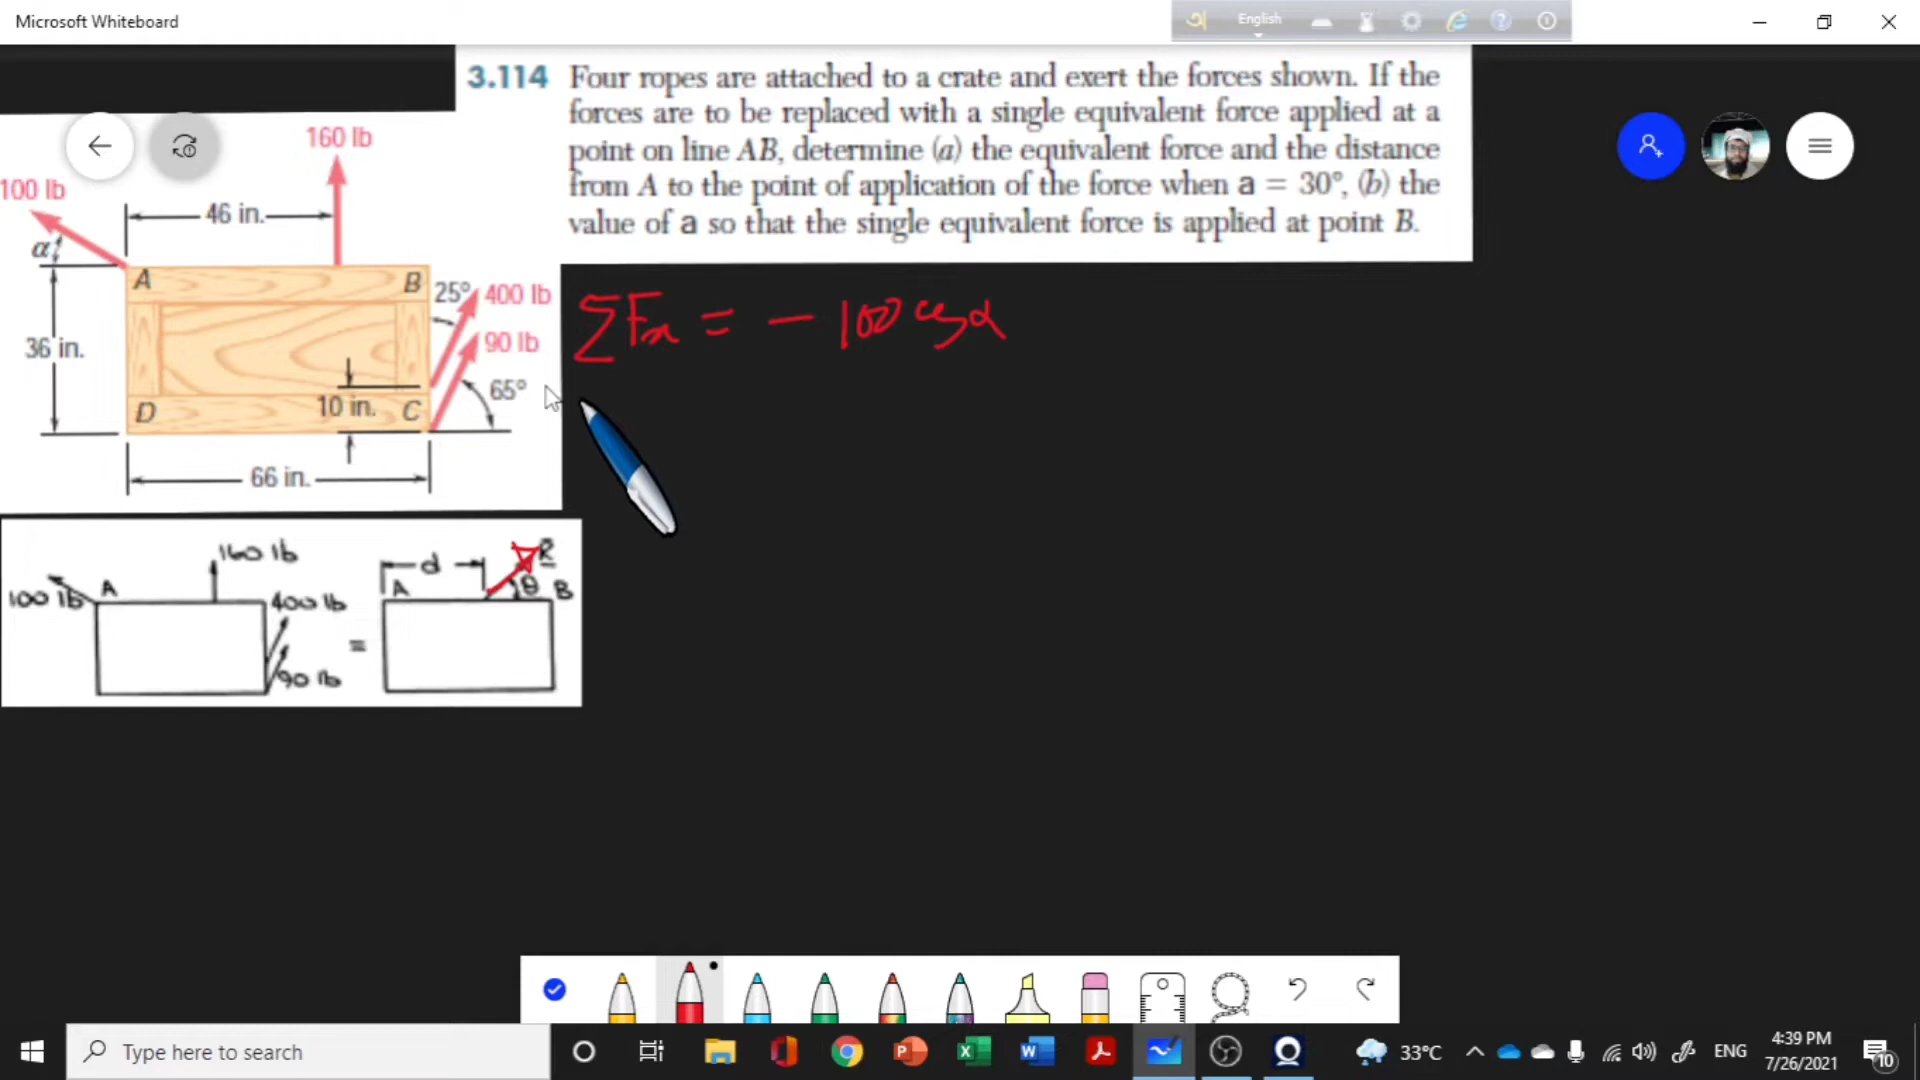 Microsoft Whiteboard
English
3.114 Four ropes are attached to a crate and exert the forces shown. If the
forces are to be replaced with a single equivalent force applied at a
point on line AB, determine (a) the equivalent force and the distance
from A to the point of application of the force when a = 30°, (b) the
value of a so that the single equivalent force is applied at point B.
160 lb
100 lb
46 in.
α
A
B
25°
400 lb
36 in.
90 lb
65°
D
10 in.
C
66 in.
ΣFx = - 100 cos α
160 lb
100 lb
A
400 lb
90 lb
=
d
R
A
θ
B
Type here to search
33°C
ENG
4:39 PM
7/26/2021
10